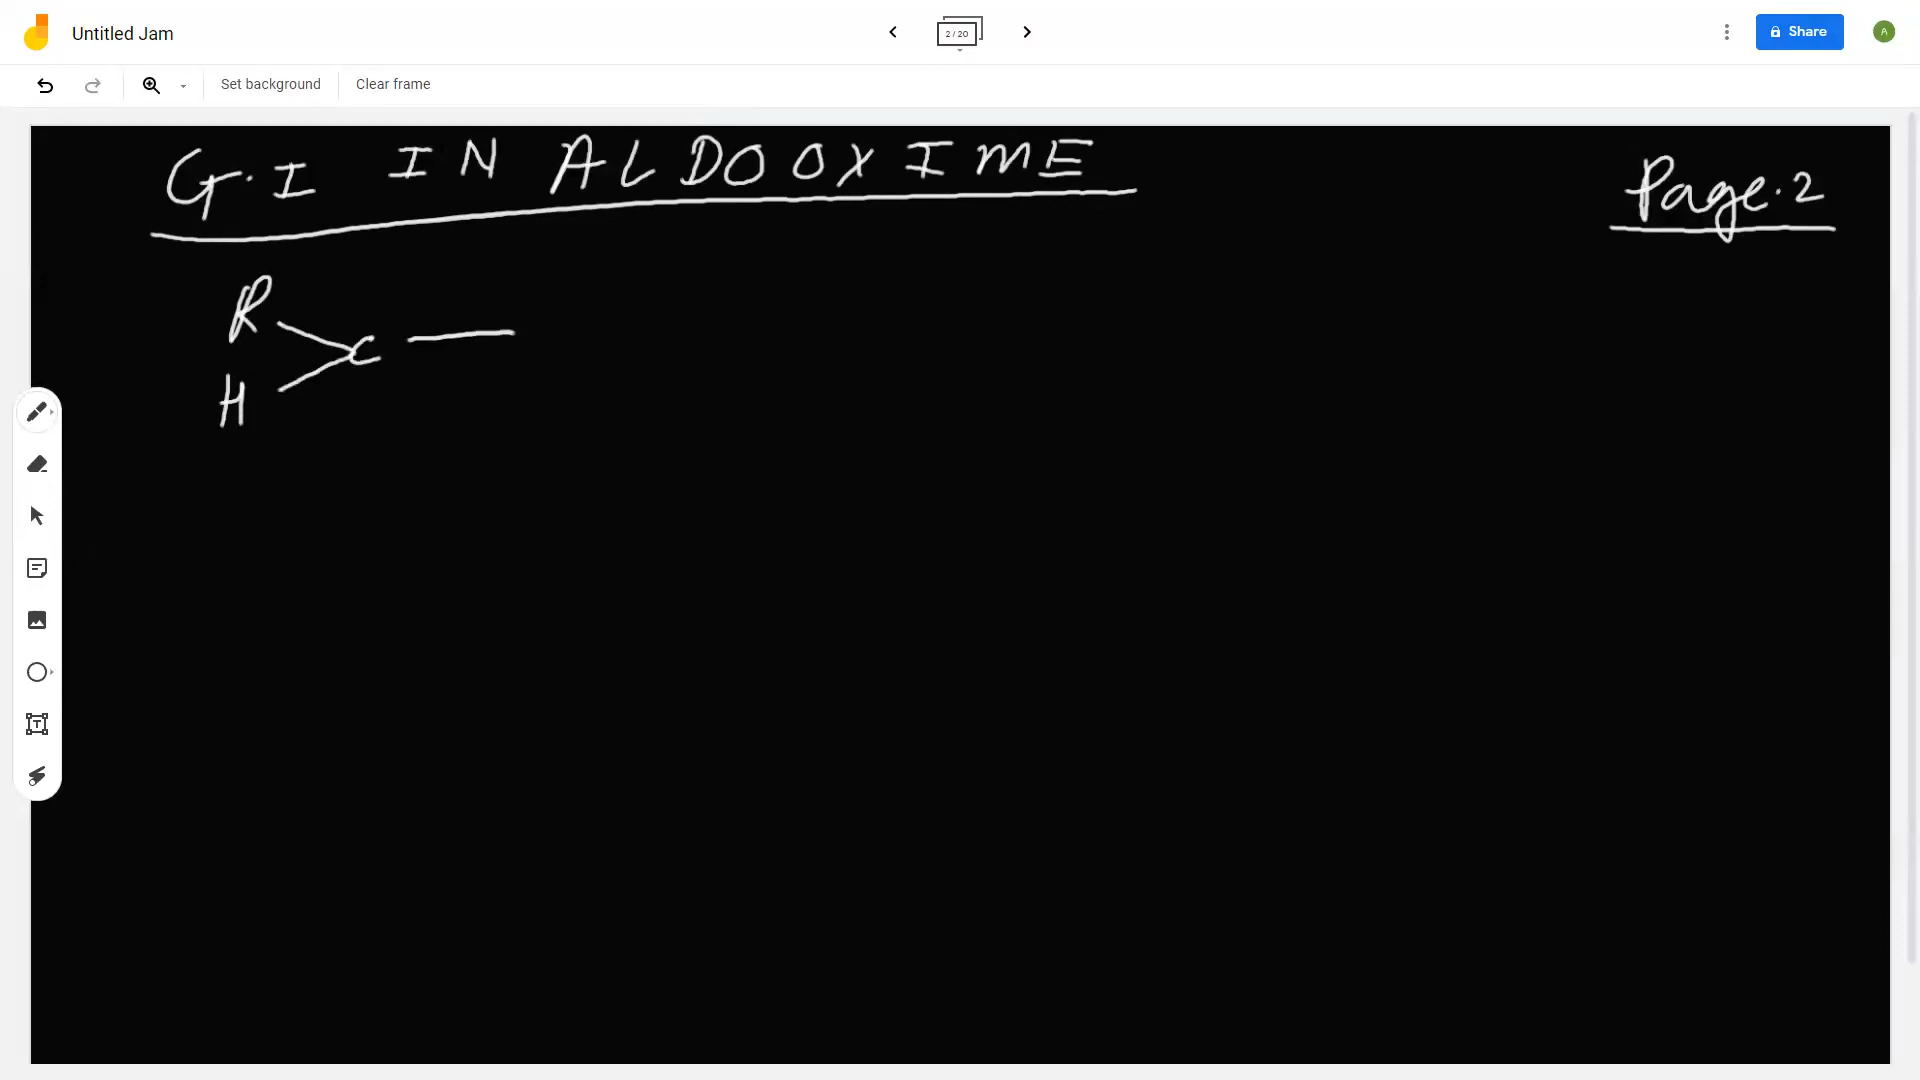 Untitled Jam
2 / 20
Share
A
Set background
Clear frame
G.I IN ALDOOXIME
Page.2
R
C
H
T